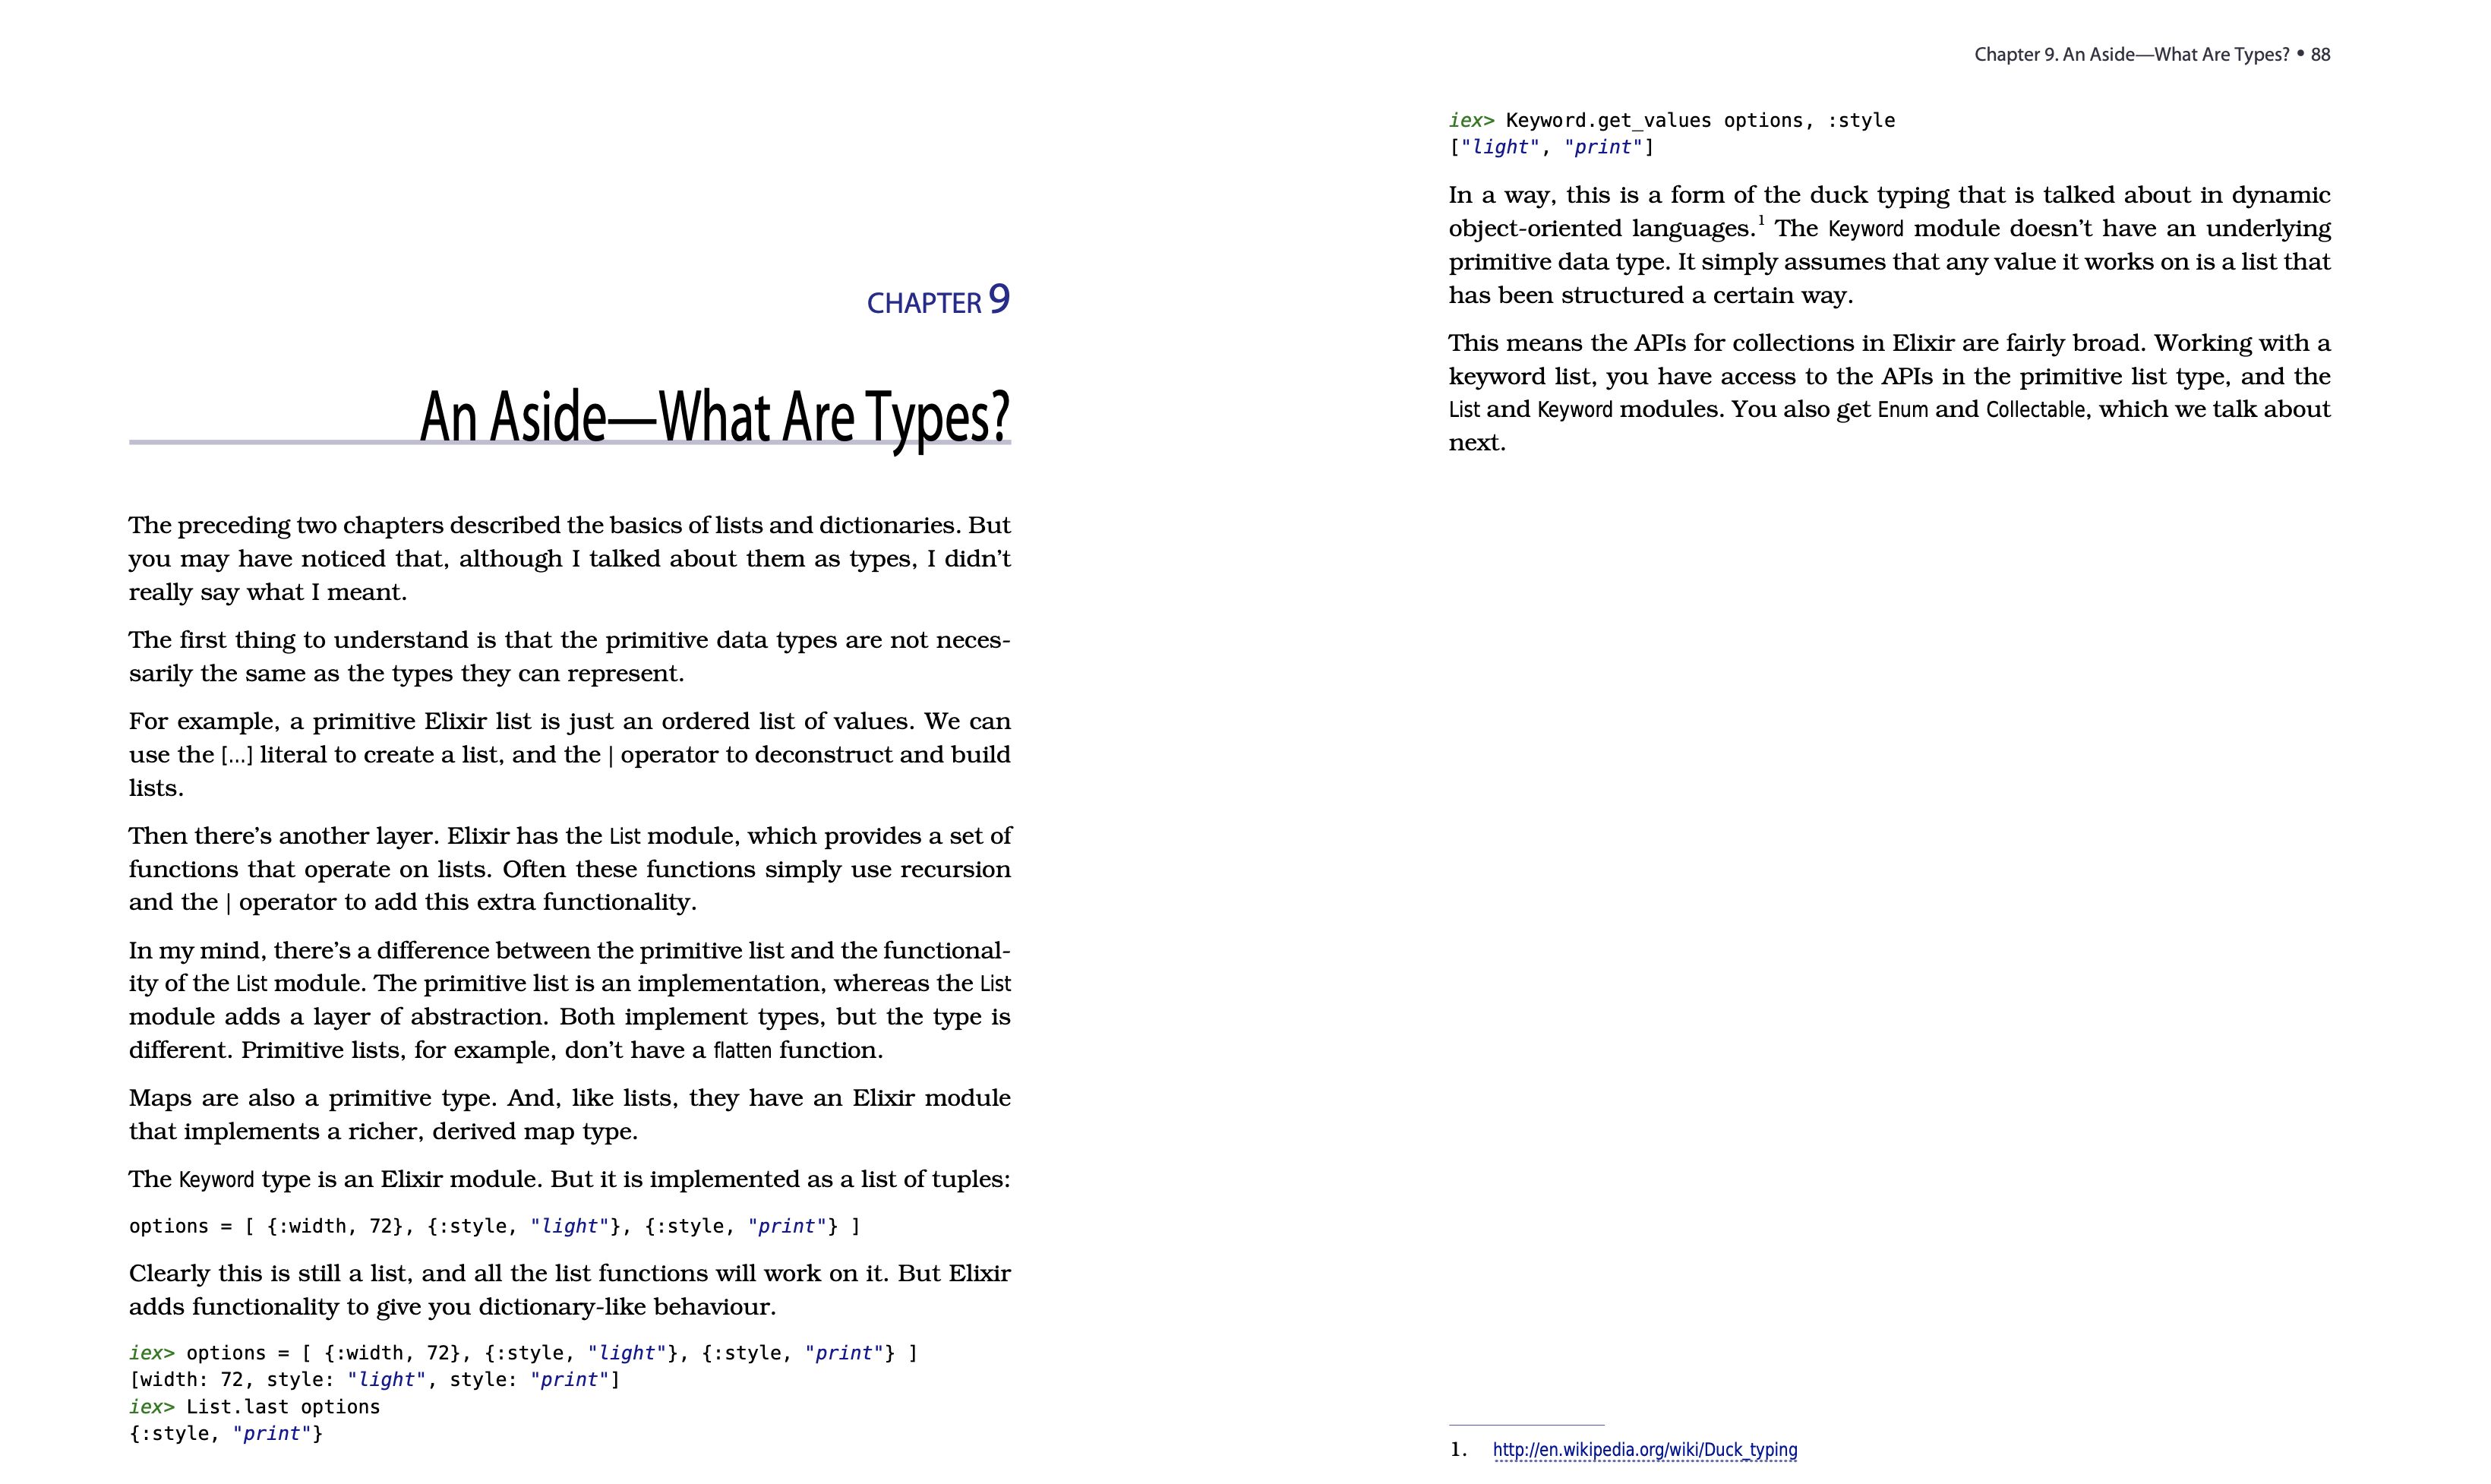 CHAPTER 9
An Aside—What Are Types?
The preceding two chapters described the basics of lists and dictionaries. But
you may have noticed that, although I talked about them as types, I didn’t
really say what I meant.
The first thing to understand is that the primitive data types are not neces-
sarily the same as the types they can represent.
For example, a primitive Elixir list is just an ordered list of values. We can
use the [...] literal to create a list, and the | operator to deconstruct and build
lists.
Then there’s another layer. Elixir has the List module, which provides a set of
functions that operate on lists. Often these functions simply use recursion
and the | operator to add this extra functionality.
In my mind, there’s a difference between the primitive list and the functional-
ity of the List module. The primitive list is an implementation, whereas the List
module adds a layer of abstraction. Both implement types, but the type is
different. Primitive lists, for example, don’t have a flatten function.
Maps are also a primitive type. And, like lists, they have an Elixir module
that implements a richer, derived map type.
The Keyword type is an Elixir module. But it is implemented as a list of tuples:
options = [ {:width, 72}, {:style, "light"}, {:style, "print"} ]
Clearly this is still a list, and all the list functions will work on it. But Elixir
adds functionality to give you dictionary-like behaviour.
iex> options = [ {:width, 72}, {:style, "light"}, {:style, "print"} ]
[width: 72, style: "light", style: "print"]
iex> List.last options
{:style, "print"}
Chapter 9. An Aside—What Are Types? • 88
iex> Keyword.get_values options, :style
["light", "print"]
In a way, this is a form of the duck typing that is talked about in dynamic
object-oriented languages.1 The Keyword module doesn’t have an underlying
primitive data type. It simply assumes that any value it works on is a list that
has been structured a certain way.
This means the APIs for collections in Elixir are fairly broad. Working with a
keyword list, you have access to the APIs in the primitive list type, and the
List and Keyword modules. You also get Enum and Collectable, which we talk about
next.
1. http://en.wikipedia.org/wiki/Duck_typing